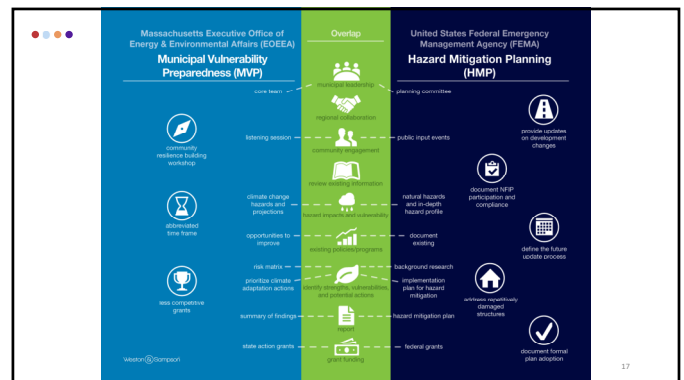 Massachusetts Executive Office of
Energy & Environmental Affairs (EOEEA)
Municipal Vulnerability
Preparedness (MVP)
Overlap
United States Federal Emergency
Management Agency (FEMA)
Hazard Mitigation Planning
(HMP)
municipal leadership
core team
planning committee
regional collaboration
provide updates
on development
changes
listening session
public input events
community engagement
community
resilience building
workshop
review existing information
document NFIP
participation and
compliance
climate change
hazards and
projections
natural hazards
and in-depth
hazard profile
hazard impacts and vulnerability
abbreviated
time frame
opportunities to
improve
document
existing
existing policies/programs
define the future
update process
risk matrix
background research
prioritize climate
adaptation actions
implementation
plan for hazard
mitigation
identify strengths, vulnerabilities,
and potential actions
less competitive
grants
address repetitively
damaged
structures
summary of findings
hazard mitigation plan
report
state action grants
federal grants
grant funding
document formal
plan adoption
Weston & Sampson
17